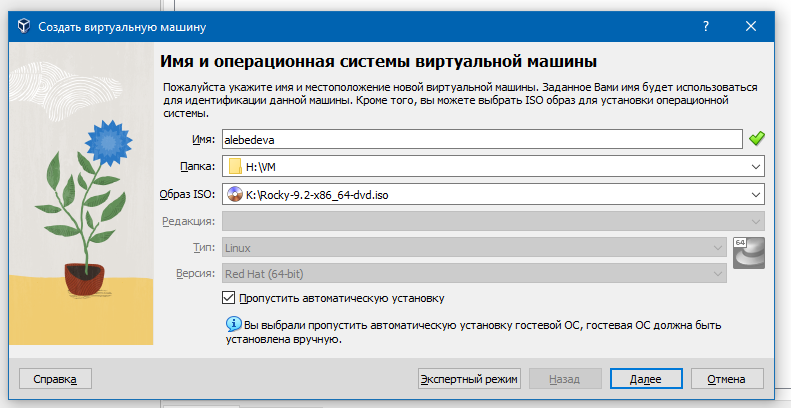 Создать виртуальную машину
?
Имя и операционная системы виртуальной машины
Пожалуйста укажите имя и местоположение новой виртуальной машины. Заданное Вами имя будет использоваться
для идентификации данной машины. Кроме того, вы можете выбрать ISO образ для установки операционной
системы.
Имя: alebedeva
Папка: H:\VM
Образ ISO: K:\Rocky-9.2-x86_64-dvd.iso
Редакция:
Тип: Linux 64
Версия: Red Hat (64-bit)
Пропустить автоматическую установку
Вы выбрали пропустить автоматическую установку гостевой ОС, гостевая ОС должна быть
установлена вручную.
Справка Экспертный режим Назад Далее Отмена